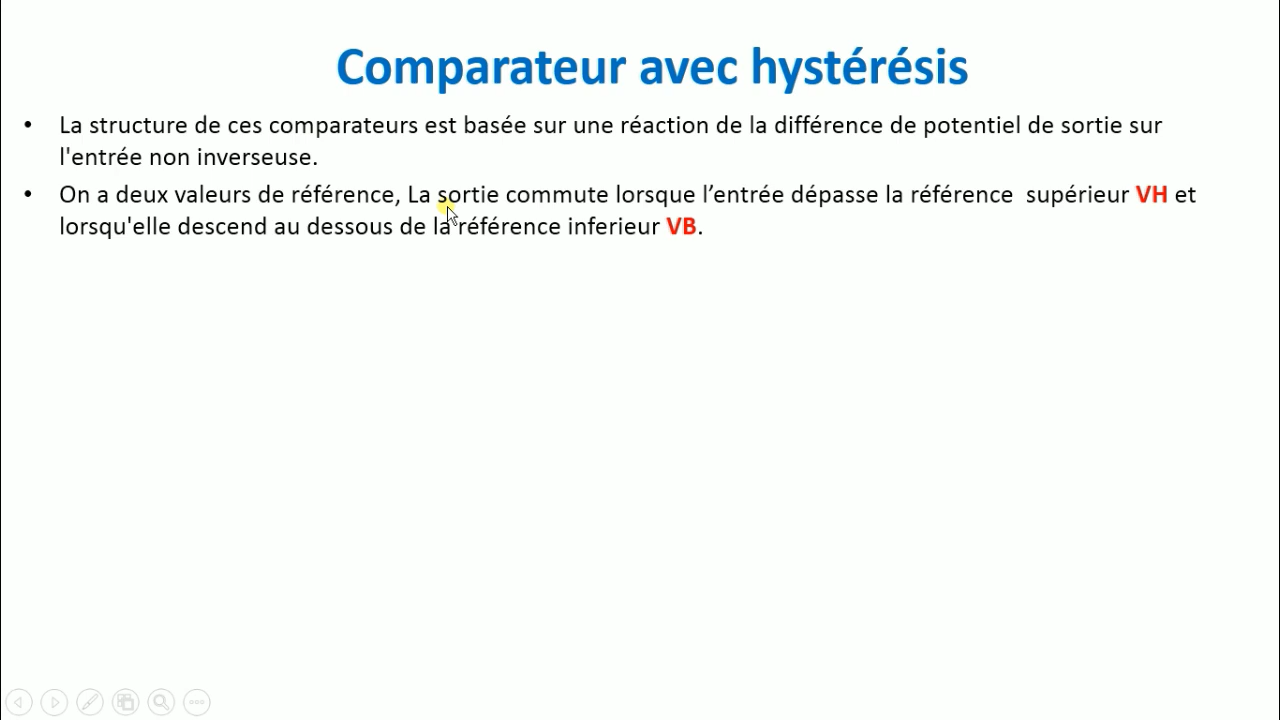 Comparateur avec hystérésis
• La structure de ces comparateurs est basée sur une réaction de la différence de potentiel de sortie sur
l'entrée non inverseuse.
• On a deux valeurs de référence, La sortie commute lorsque l’entrée dépasse la référence  supérieur VH et
lorsqu'elle descend au dessous de la référence inferieur VB.